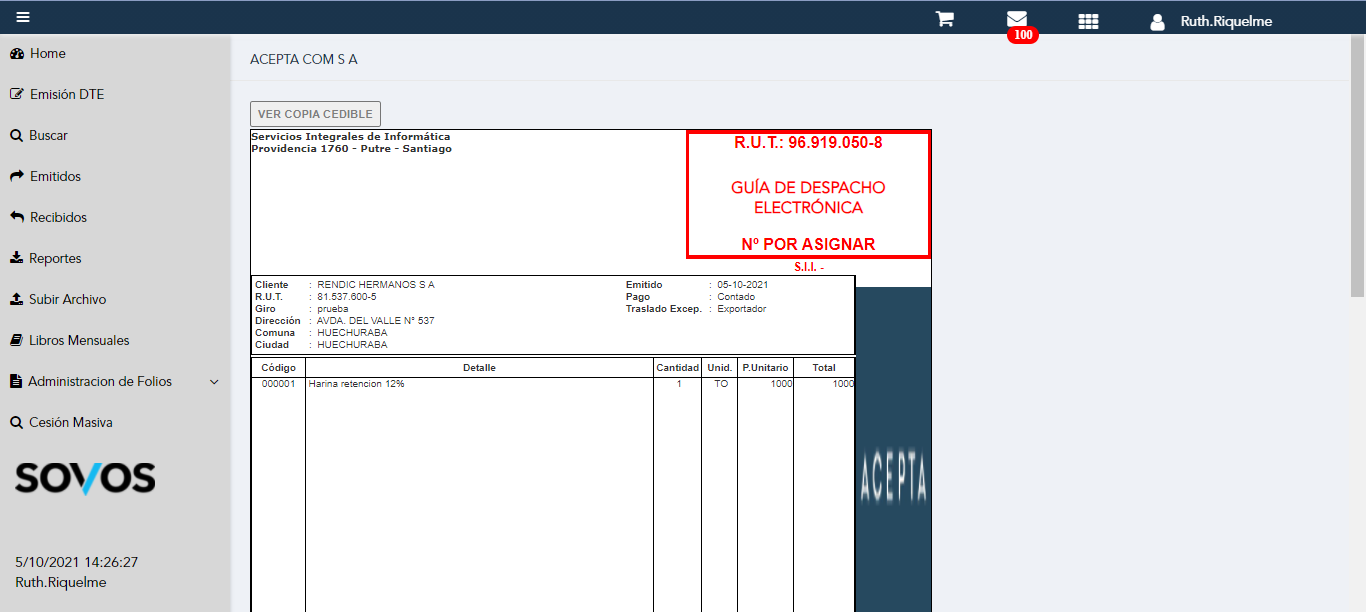 100
Ruth.Riquelme
Home
Emisión DTE
Buscar
Emitidos
Recibidos
Reportes
Subir Archivo
Libros Mensuales
Administracion de Folios
Cesión Masiva
SOVOS
5/10/2021 14:26:27
Ruth.Riquelme
ACEPTA COM S A
VER COPIA CEDIBLE
Servicios Integrales de Informática
Providencia 1760 - Putre - Santiago
R.U.T.: 96.919.050-8
GUÍA DE DESPACHO
ELECTRÓNICA
Nº POR ASIGNAR
S.I.I. -
Cliente : RENDIC HERMANOS S A
R.U.T. : 81.537.600-5
Giro : prueba
Dirección : AVDA. DEL VALLE N° 537
Comuna : HUECHURABA
Ciudad : HUECHURABA
Emitido : 05-10-2021
Pago : Contado
Traslado Excep. : Exportador
Código Detalle Cantidad Unid. P.Unitario Total
000001 Harina retencion 12% 1 TO 1000 1000
ACEPTA